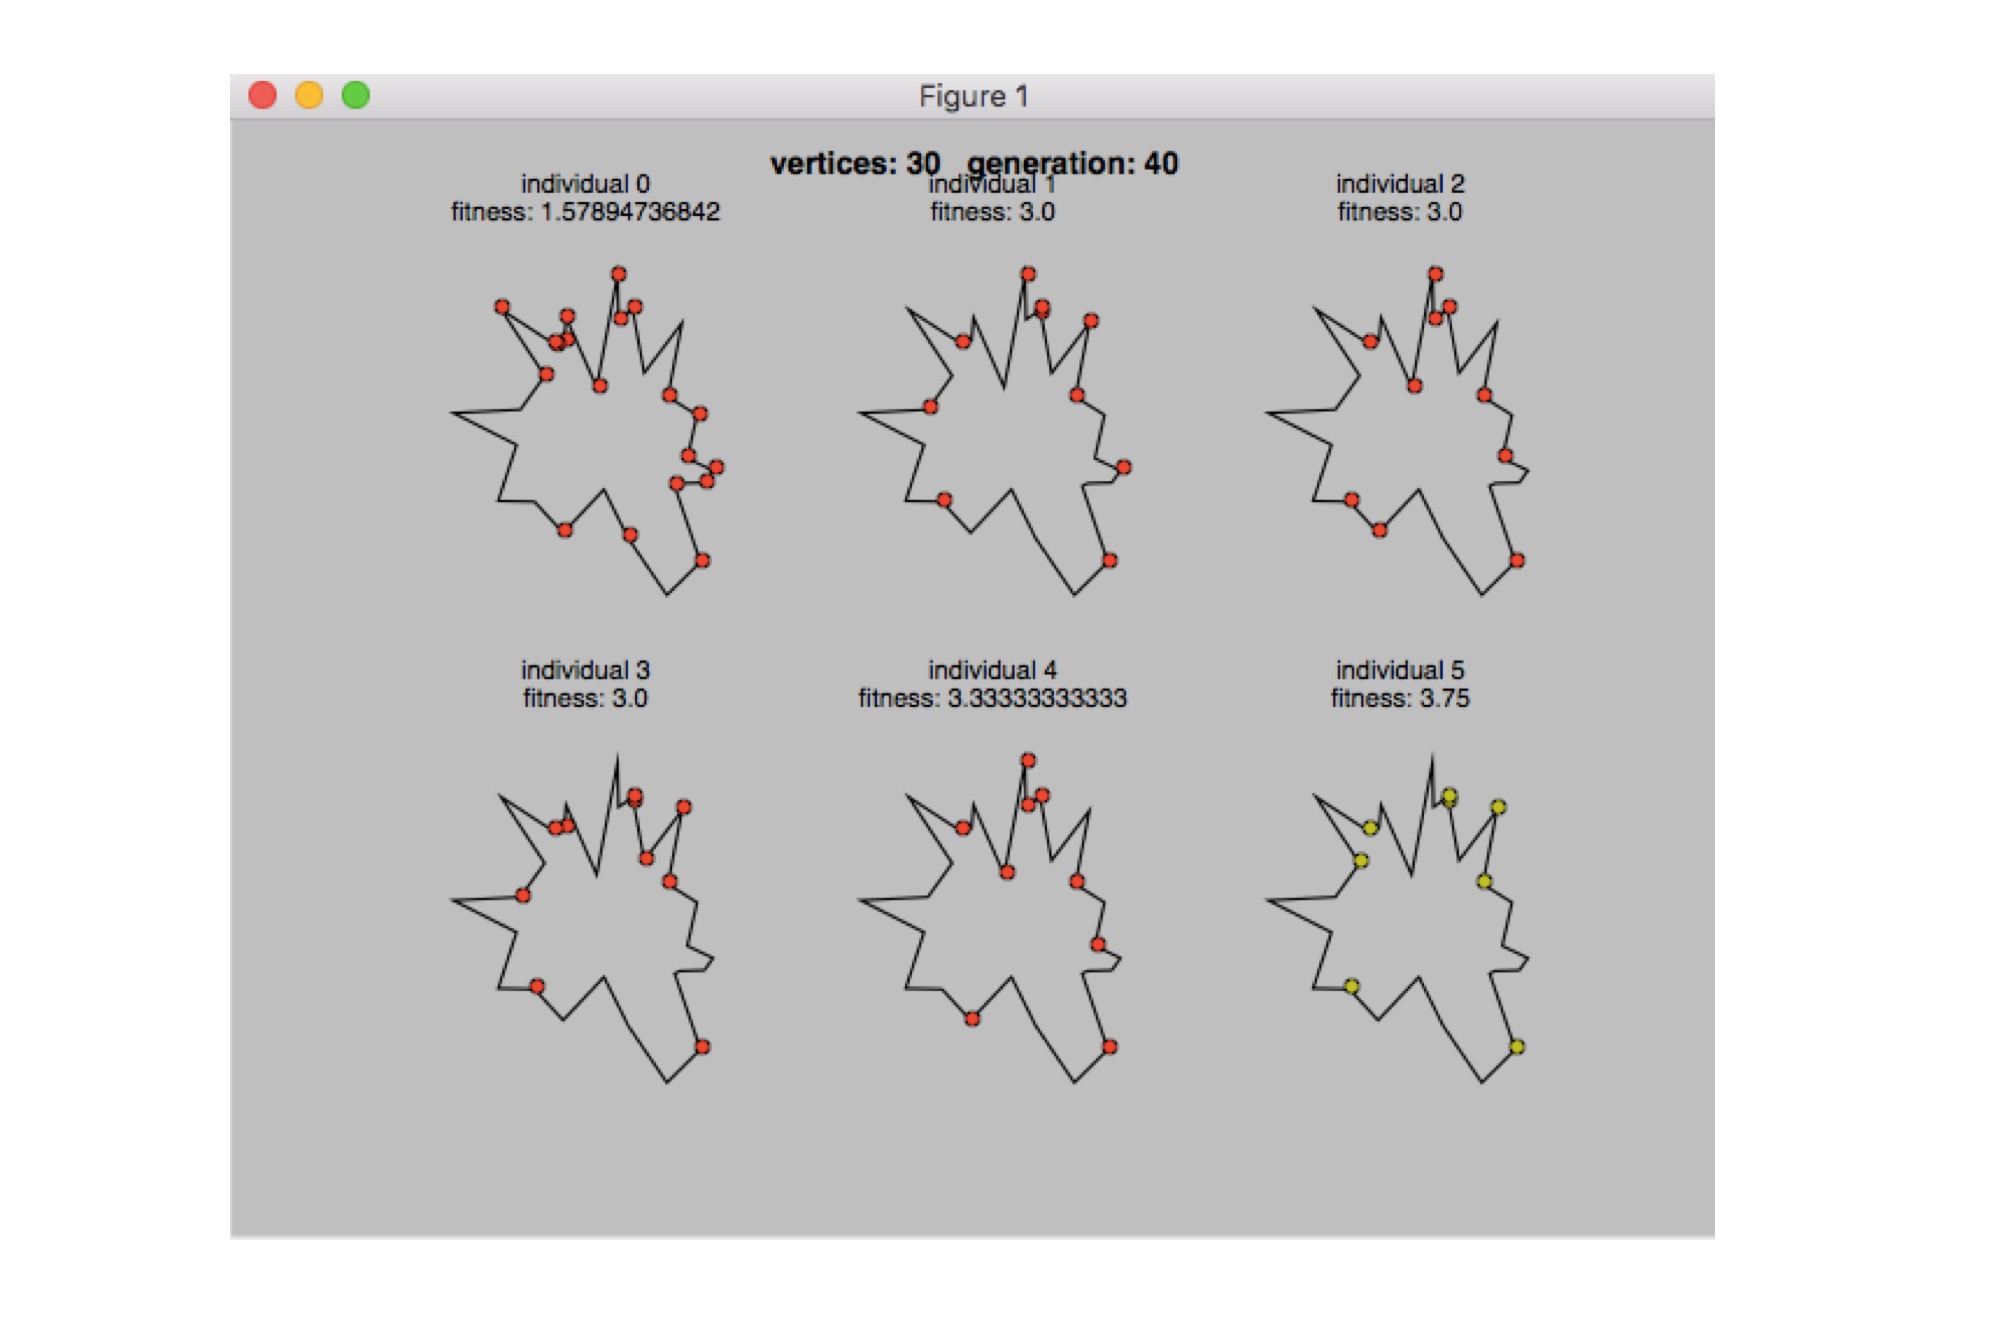 Figure 1
vertices: 30 generation: 40
individual 0
fitness: 1.57894736842
individual 1
fitness: 3.0
individual 2
fitness: 3.0
individual 3
fitness: 3.0
individual 4
fitness: 3.33333333333
individual 5
fitness: 3.75